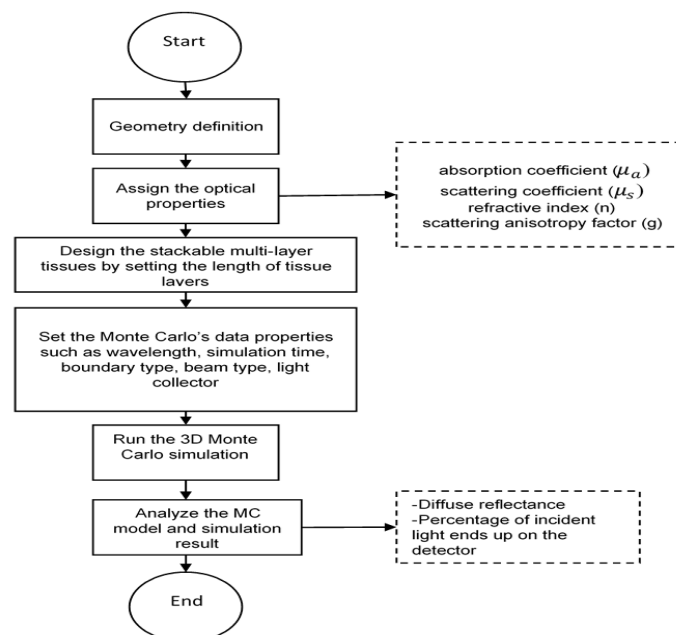 Start
Geometry definition
Assign the optical
properties
absorption coefficient (μₐ)
scattering coefficient (μₛ)
refractive index (n)
scattering anisotropy factor (g)
Design the stackable multi-layer
tissues by setting the length of tissue
lavers
Set the Monte Carlo's data properties
such as wavelength, simulation time,
boundary type, beam type, light
collector
Run the 3D Monte
Carlo simulation
Analyze the MC
model and simulation
result
-Diffuse reflectance
-Percentage of incident
light ends up on the
detector
End